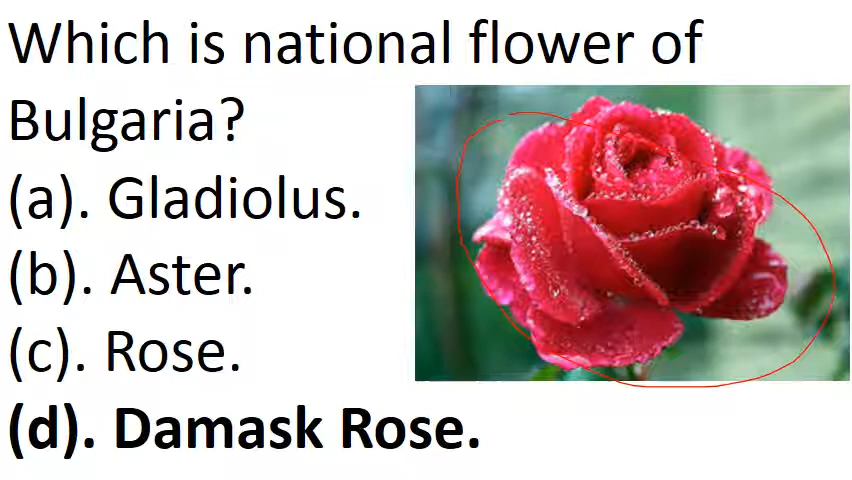 Which is national flower of
Bulgaria?
(a). Gladiolus.
(b). Aster.
(c). Rose.
(d). Damask Rose.